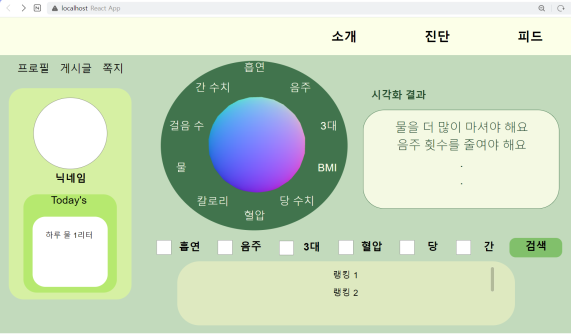 localhost React App
소개 진단 피드
프로필 게시글 쪽지
닉네임
Today's
하루 물 1리터
흡연
간 수치 음주
걸음 수 3대
물 BMI
칼로리 당 수치
혈압
시각화 결과
물을 더 많이 마셔야 해요
음주 횟수를 줄여야 해요
.
.
흡연 음주 3대 혈압 당 간 검색
랭킹 1
랭킹 2